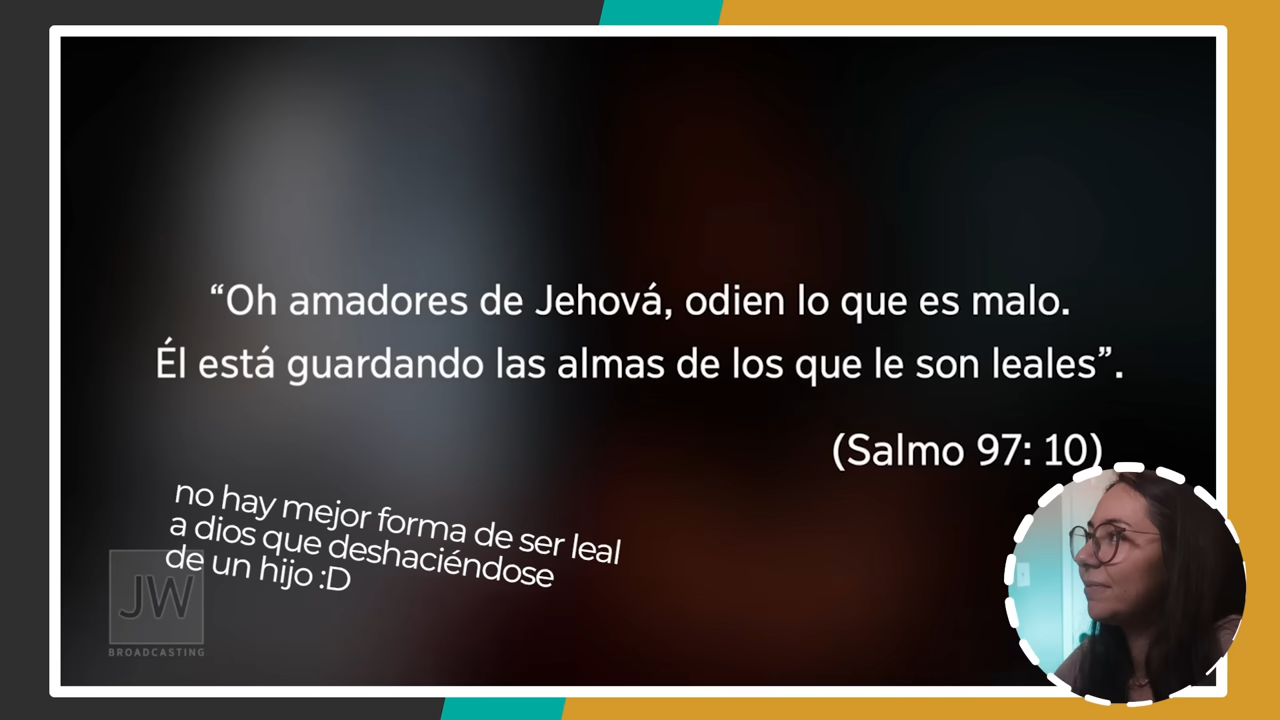 “Oh amadores de Jehová, odien lo que es malo.
Él está guardando las almas de los que le son leales”.
(Salmo 97: 10)
no hay mejor forma de ser leal
a dios que deshaciéndose
de un hijo :D
JW
BROADCASTING